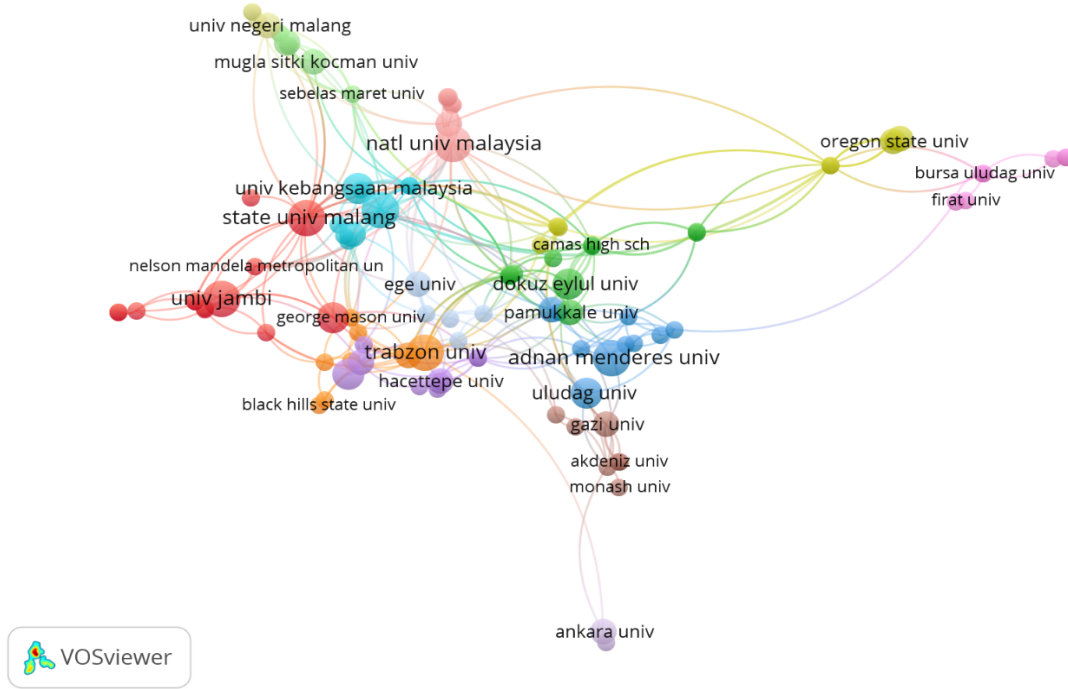 univ negeri malang
mugla sitki kocman univ
sebelas maret univ
natl univ malaysia
oregon state univ
bursa uludag univ
univ kebangsaan malaysia
firat univ
state univ malang
camas high sch
nelson mandela metropolitan un
ege univ
dokuz eylul univ
univ jambi
pamukkale univ
george mason univ
trabzon univ
adnan menderes univ
hacettepe univ
uludag univ
black hills state univ
gazi univ
akdeniz univ
monash univ
ankara univ
VOSviewer